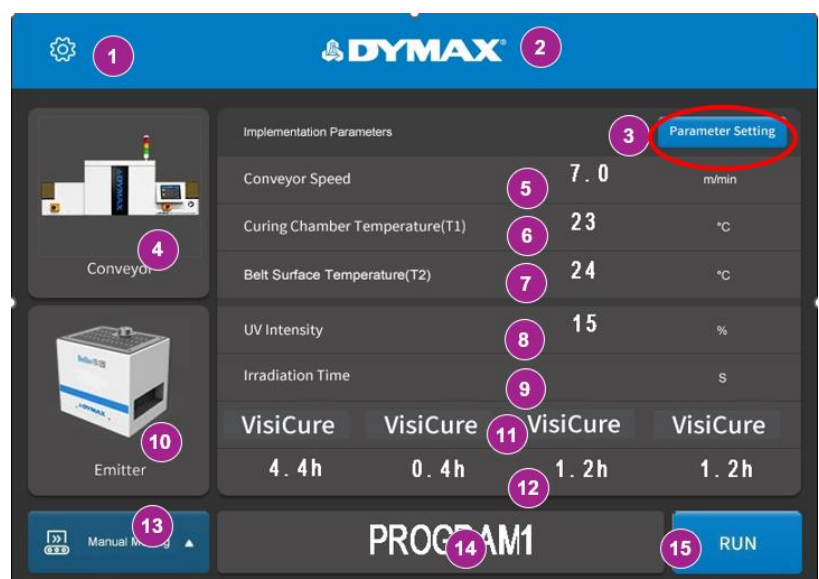 1
DYMAX® 2
Implementation Parameters 3 Parameter Setting
Conveyor Speed 5 7.0 m/min
Curing Chamber Temperature(T1) 6 23 °C
4
Conveyor
Belt Surface Temperature(T2) 7 24 °C
UV Intensity 8 15 %
Irradiation Time 9 S
DYMAX
VisiCure VisiCure 11 VisiCure VisiCure
10
Emitter
4.4h 0.4h 12 1.2h 1.2h
13
Manual PROGRAM1 14 15 RUN